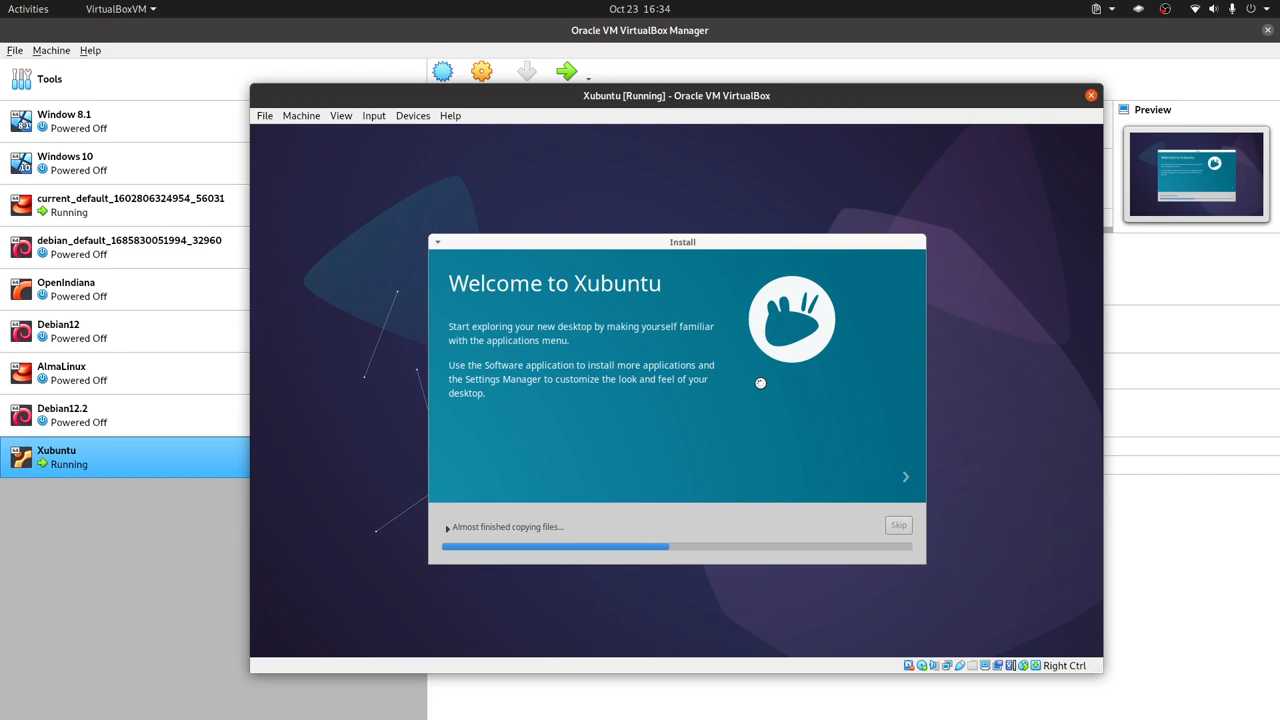 Activities
VirtualBoxVM
Oct 23 16:34
Oracle VM VirtualBox Manager
File Machine Help
Tools
Window 8.1
Powered Off
Windows 10
Powered Off
current_default_1602806324954_56031
Running
debian_default_1685830051994_32960
Powered Off
OpenIndiana
Powered Off
Debian12
Powered Off
AlmaLinux
Powered Off
Debian12.2
Powered Off
Xubuntu
Running
Xubuntu [Running] - Oracle VM VirtualBox
File Machine View Input Devices Help
Install
Welcome to Xubuntu
Start exploring your new desktop by making yourself familiar
with the applications menu.
Use the Software application to install more applications and
the Settings Manager to customize the look and feel of your
desktop.
Almost finished copying files...
Skip
Right Ctrl
Preview